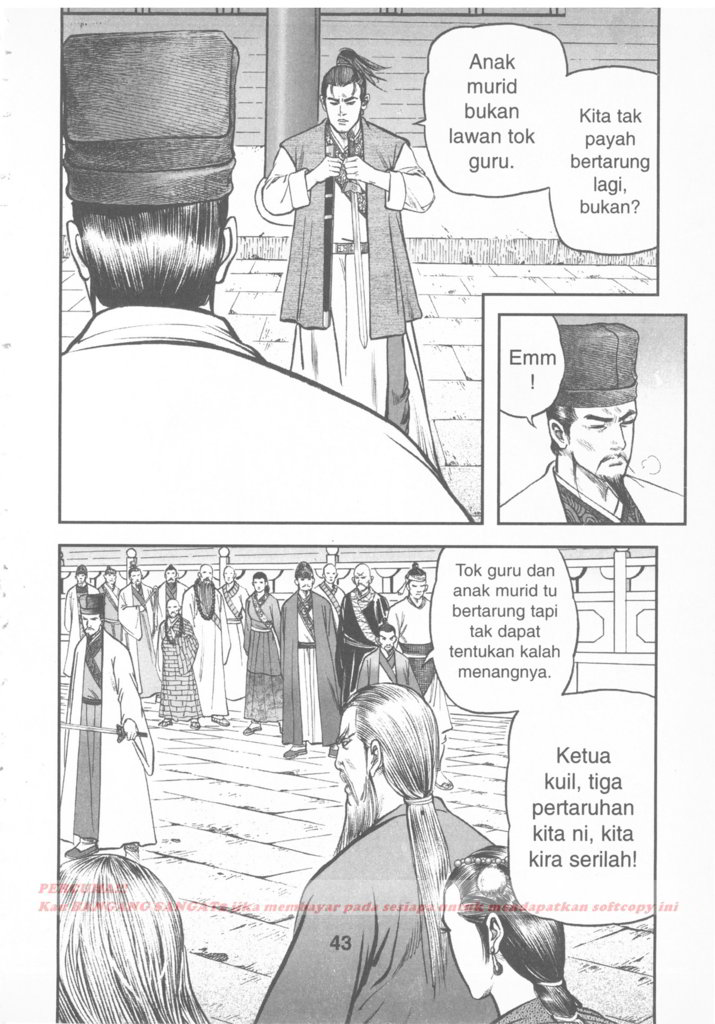 Anak
murid
bukan
lawan tok
guru.
Kita tak
payah
bertarung
lagi,
bukan?
Emm
!
Tok guru dan
anak murid tu
bertarung tapi
tak dapat
tentukan kalah
menangnya.
Ketua
kuil, tiga
pertaruhan
kita ni, kita
kira serilah!
PERCUMA!!
Kau BANGANG SANGATs jika membayar pada sesiapa untuk mendapatkan softcopy ini
43